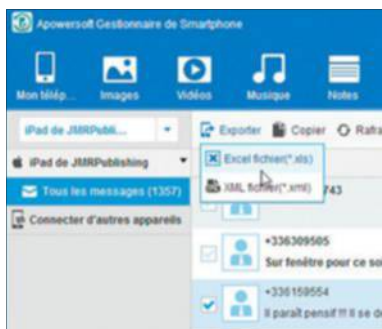 Apowersoft Gestionnaire de Smartphone
Mon télép... Images Vidéos Musique Notes
iPad de JMRPubli... Exporter Copier Rafra
iPad de JMRPublishing Excel fichier(*.xls)
XML fichier(*.xml) 743
Tous les messages (1357)
Connecter d'autres appareils
+336309505
Sur fenêtre pour ce so
+336159554
Il parait pensif !!! Il se d